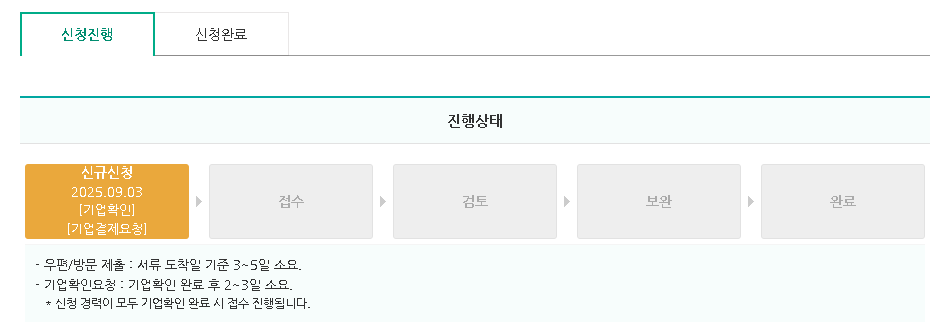 신청진행
신청완료
진행상태
신규신청
2025.09.03
[기업확인]
[기업결제요청]
접수
검토
보완
완료
- 우편/방문 제출 : 서류 도착일 기준 3~5일 소요.
- 기업확인요청 : 기업확인 완료 후 2~3일 소요.
* 신청 경력이 모두 기업확인 완료 시 접수 진행됩니다.